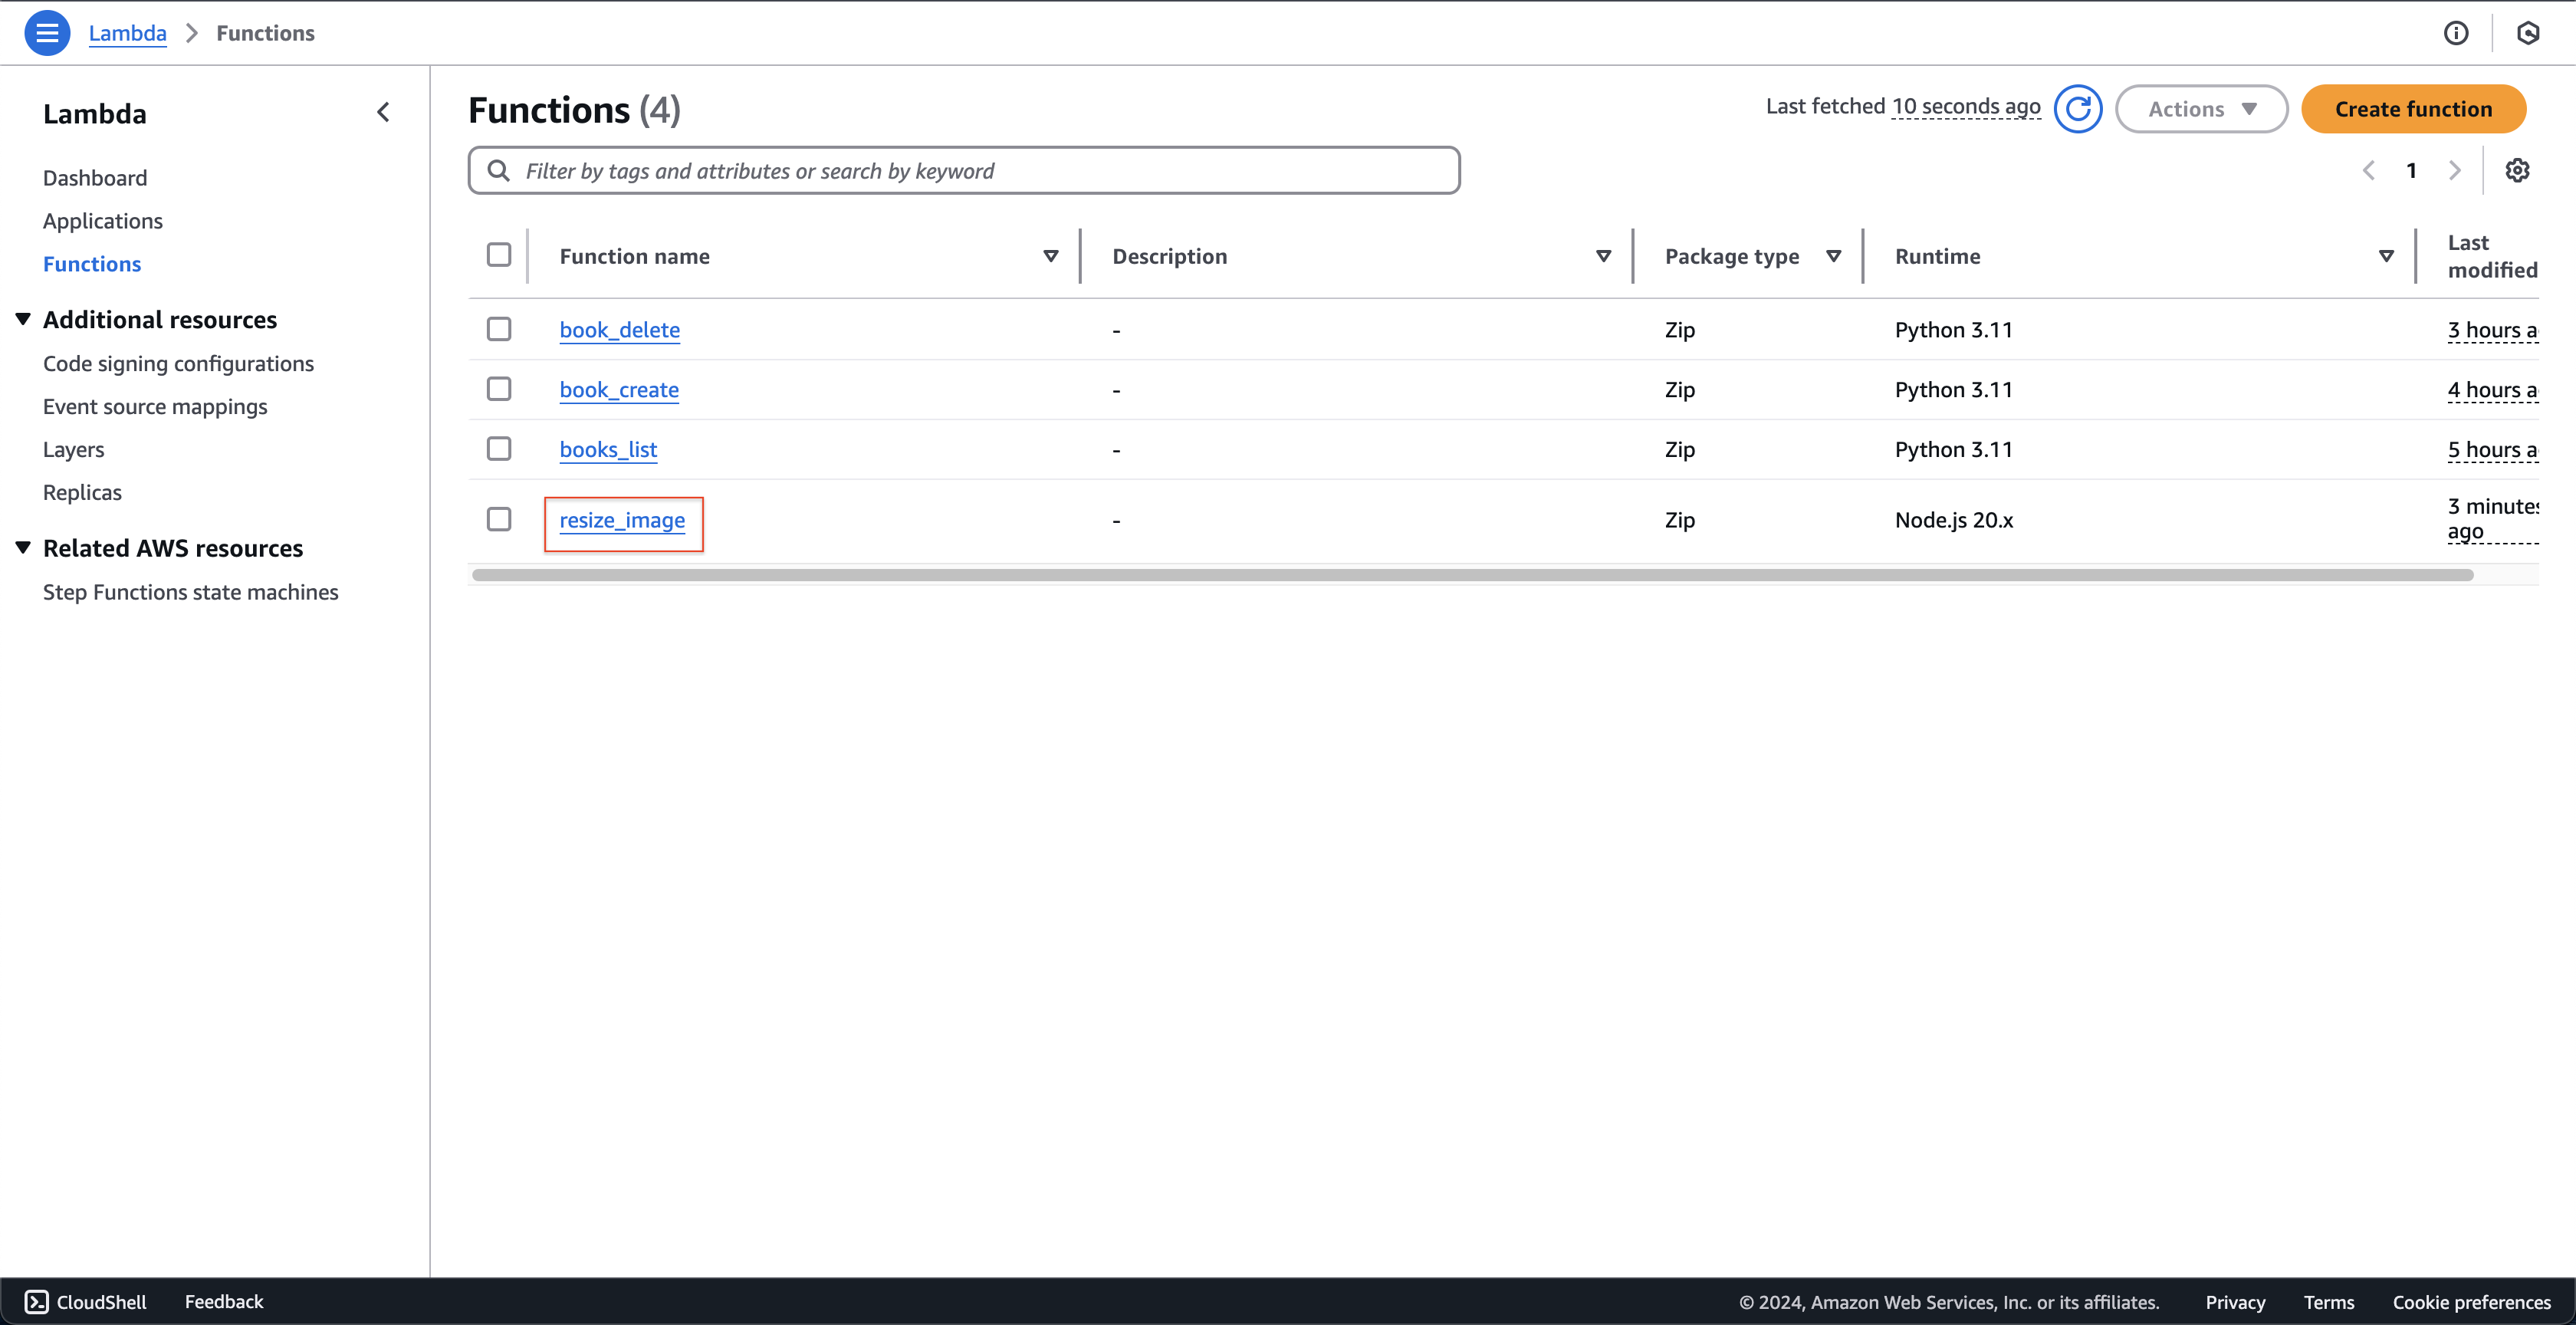 Lambda > Functions
Lambda
Dashboard
Applications
Functions
Additional resources
Code signing configurations
Event source mappings
Layers
Replicas
Related AWS resources
Step Functions state machines
Functions (4)
Last fetched 10 seconds ago
Actions
Create function
Filter by tags and attributes or search by keyword
1
Function name Description Package type Runtime Last modified
book_delete - Zip Python 3.11 3 hours a
book_create - Zip Python 3.11 4 hours a
books_list - Zip Python 3.11 5 hours a
resize_image - Zip Node.js 20.x 3 minutes
ago
CloudShell Feedback © 2024, Amazon Web Services, Inc. or its affiliates. Privacy Terms Cookie preferences